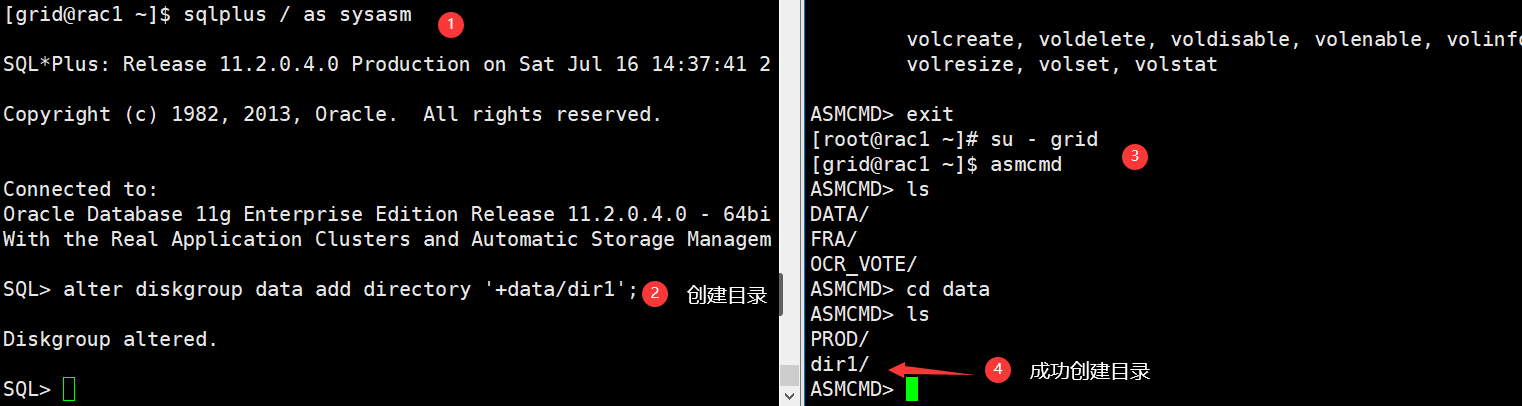 [grid@rac1 ~]$ sqlplus / as sysasm
1
SQL*Plus: Release 11.2.0.4.0 Production on Sat Jul 16 14:37:41 2
Copyright (c) 1982, 2013, Oracle.  All rights reserved.
Connected to:
Oracle Database 11g Enterprise Edition Release 11.2.0.4.0 - 64bi
With the Real Application Clusters and Automatic Storage Managem
SQL> alter diskgroup data add directory '+data/dir1'; 2 创建目录
Diskgroup altered.
SQL>
volcreate, voldelete, voldisable, volenable, volinfo
volresize, volset, volstat
ASMCMD> exit
[root@rac1 ~]# su - grid
3
[grid@rac1 ~]$ asmcmd
ASMCMD> ls
DATA/
FRA/
OCR_VOTE/
ASMCMD> cd data
ASMCMD> ls
PROD/
dir1/ 4 成功创建目录
ASMCMD>